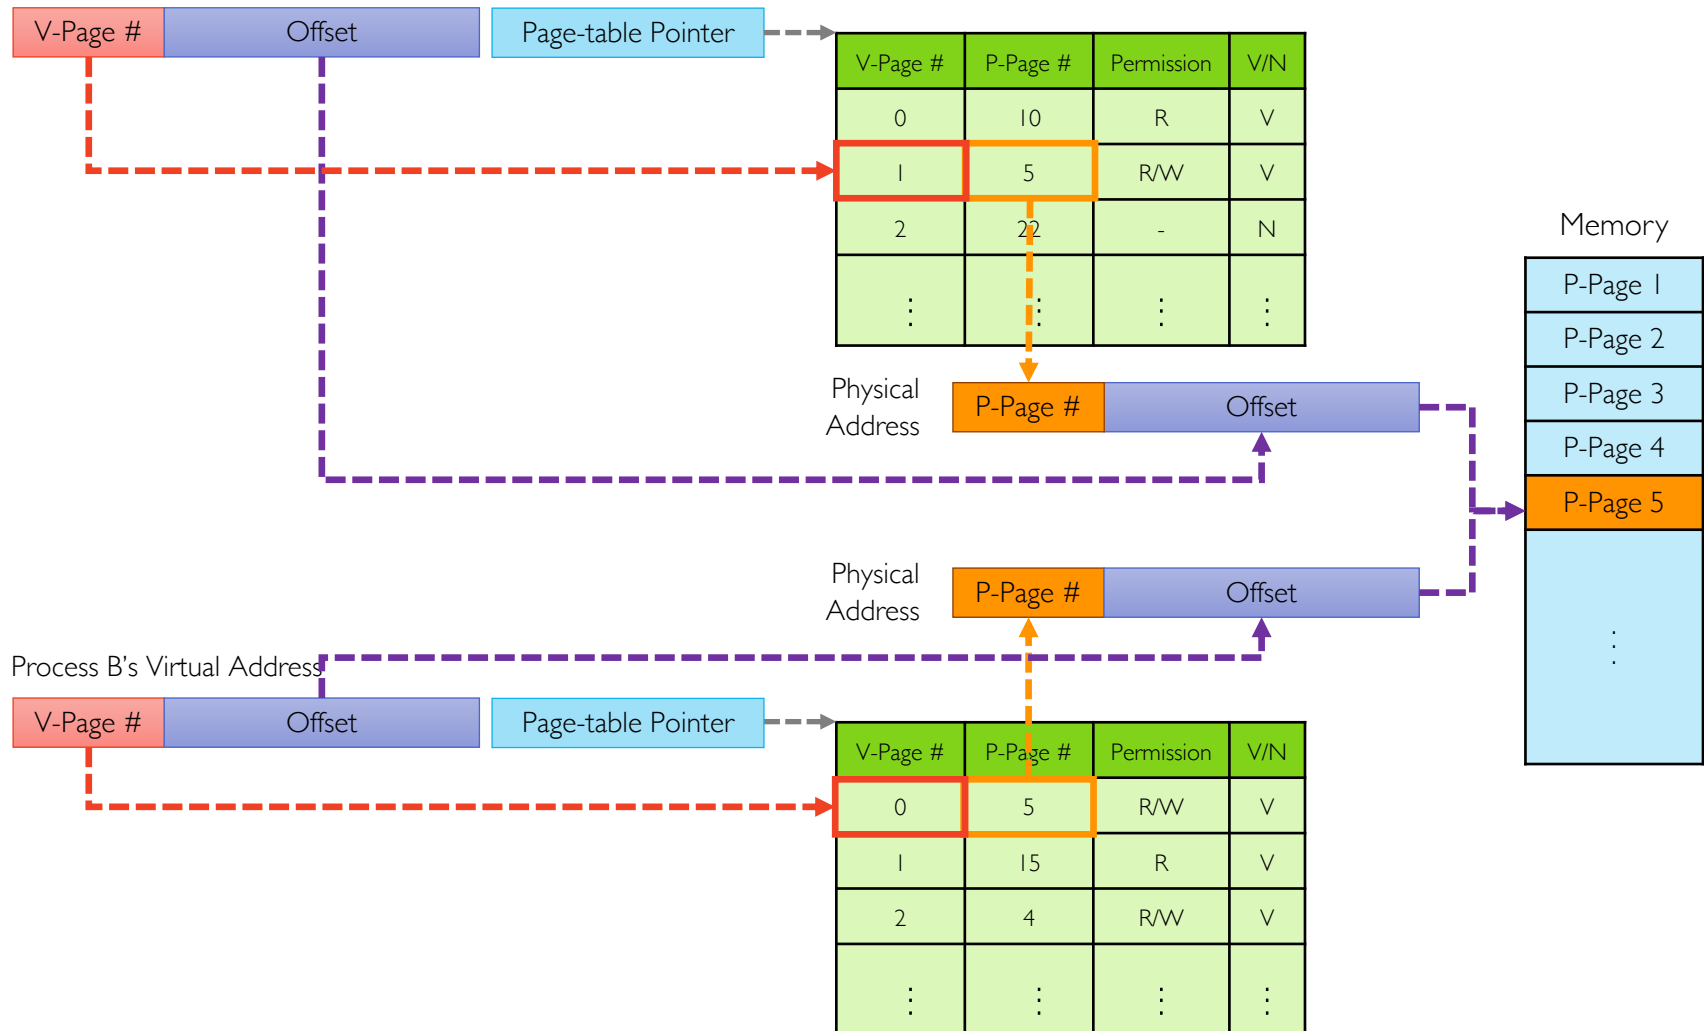 V-Page # Offset Page-table Pointer
V-Page # P-Page # Permission V/N
0 10 R V
1 5 R/W V
2 22 - N
⋮ ⋮ ⋮ ⋮
Memory
P-Page 1
P-Page 2
P-Page 3
P-Page 4
P-Page 5
⋮
Physical
Address
P-Page # Offset
Physical
Address
P-Page # Offset
Process B's Virtual Address
V-Page # Offset Page-table Pointer
V-Page # P-Page # Permission V/N
0 5 R/W V
1 15 R V
2 4 R/W V
⋮ ⋮ ⋮ ⋮